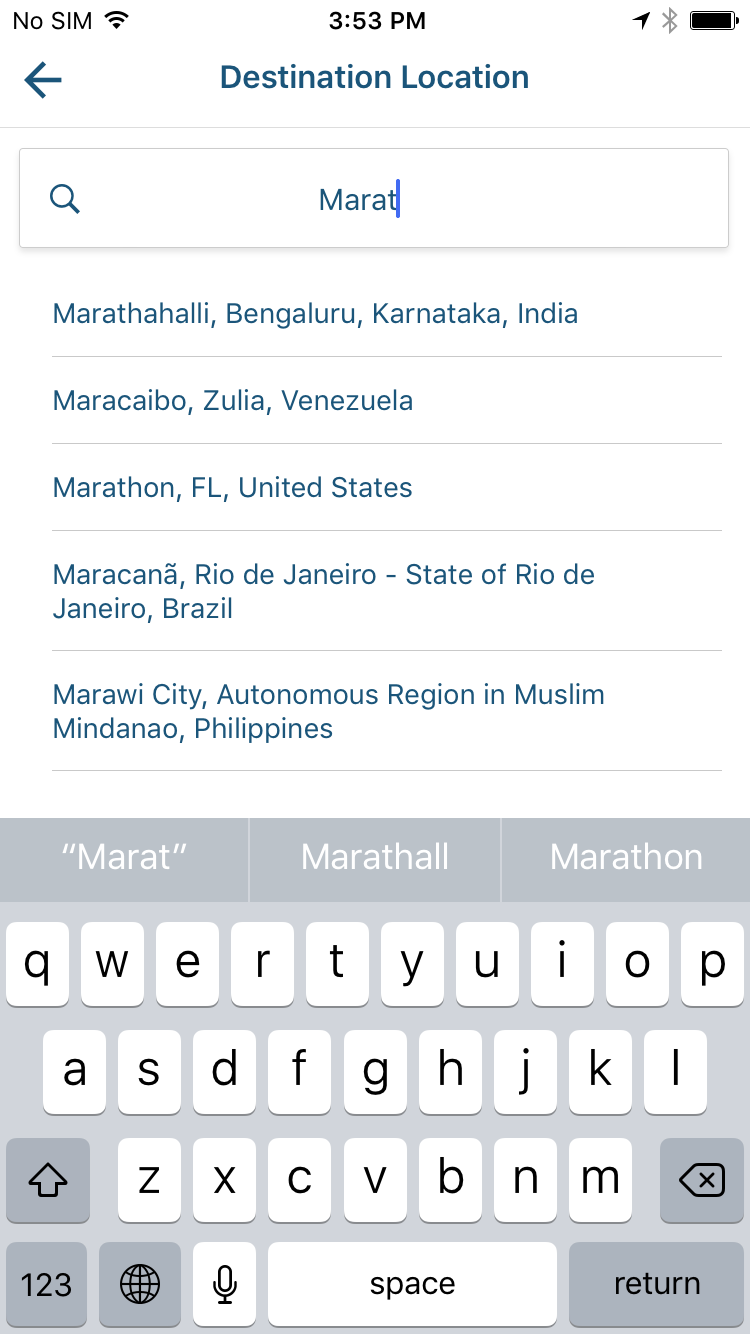 No SIM 3:53 PM
Destination Location
Marat
Marathahalli, Bengaluru, Karnataka, India
Maracaibo, Zulia, Venezuela
Marathon, FL, United States
Maracanã, Rio de Janeiro - State of Rio de
Janeiro, Brazil
Marawi City, Autonomous Region in Muslim
Mindanao, Philippines
“Marat” Marathall Marathon
q w e r t y u i o p
a s d f g h j k l
z x c v b n m
123 space return